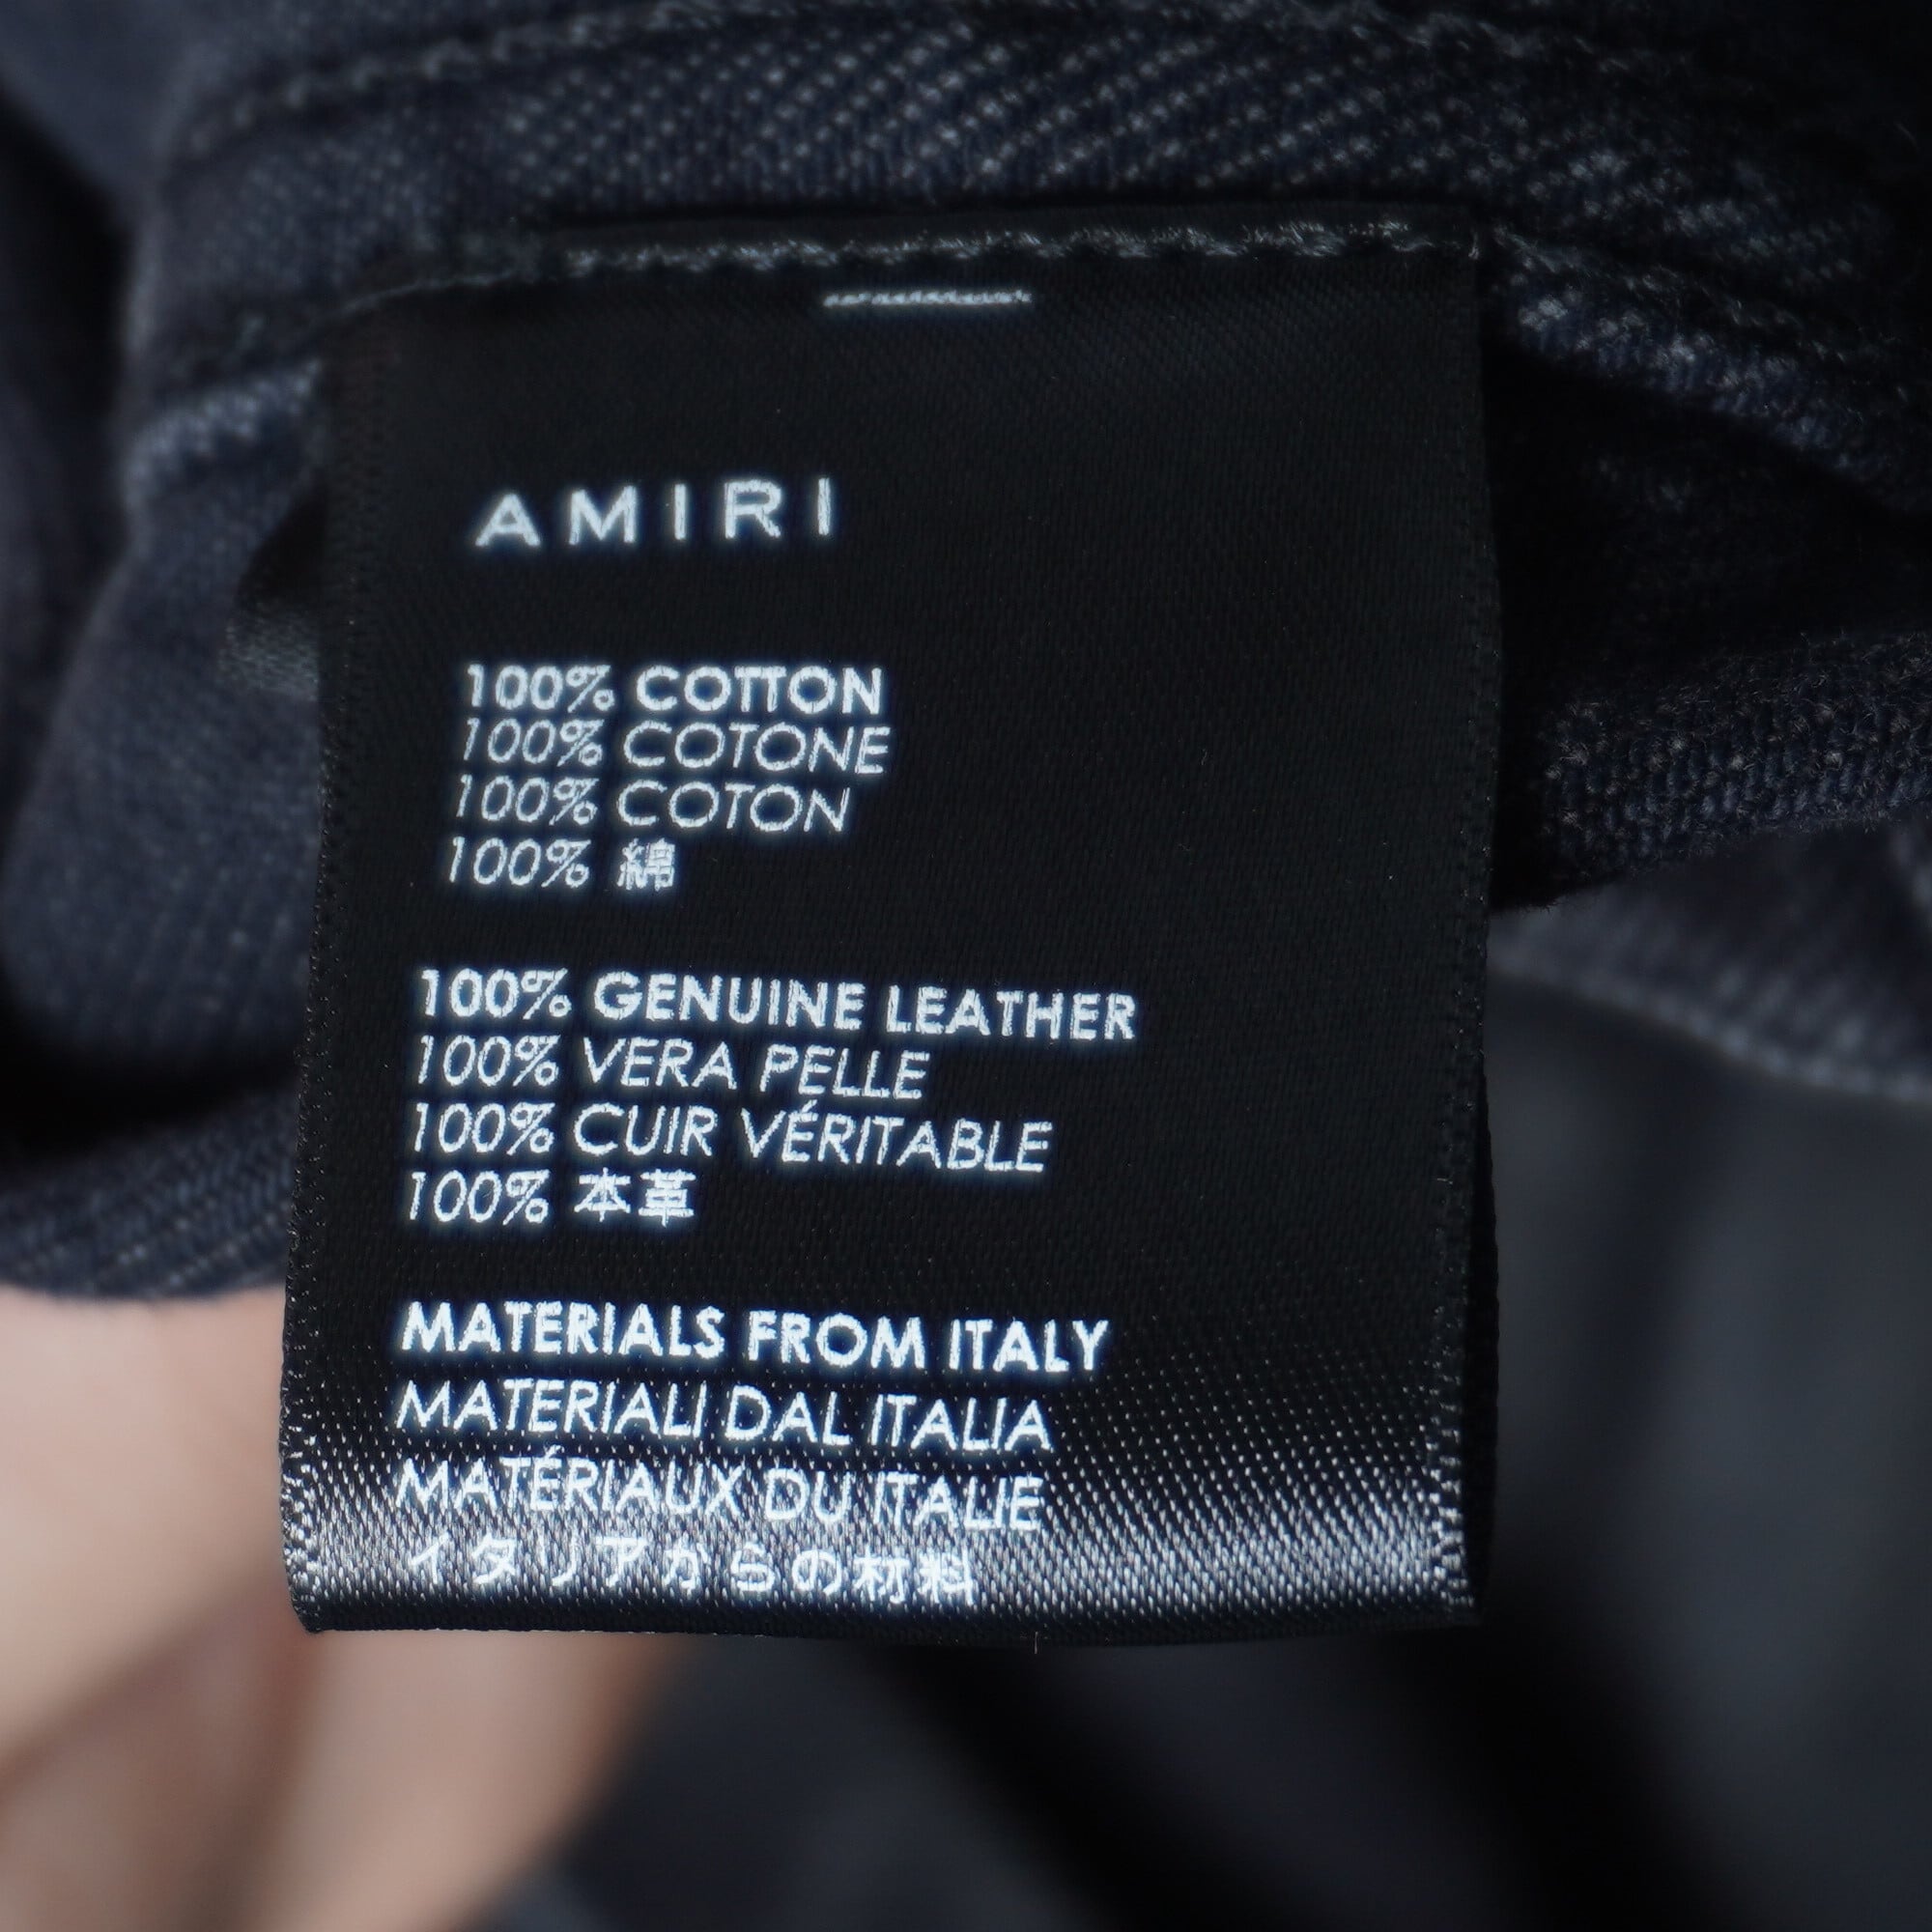 AMIRI
100% COTTON
100% COTONE
100% COTON
100% 綿
100% GENUINE LEATHER
100% VERA PELLE
100% CUIR VÉRITABLE
100% 本革
MATERIALS FROM ITALY
MATERIALI DAL ITALIA
MATÉRIAUX DU ITALIE
イタリアからの材料